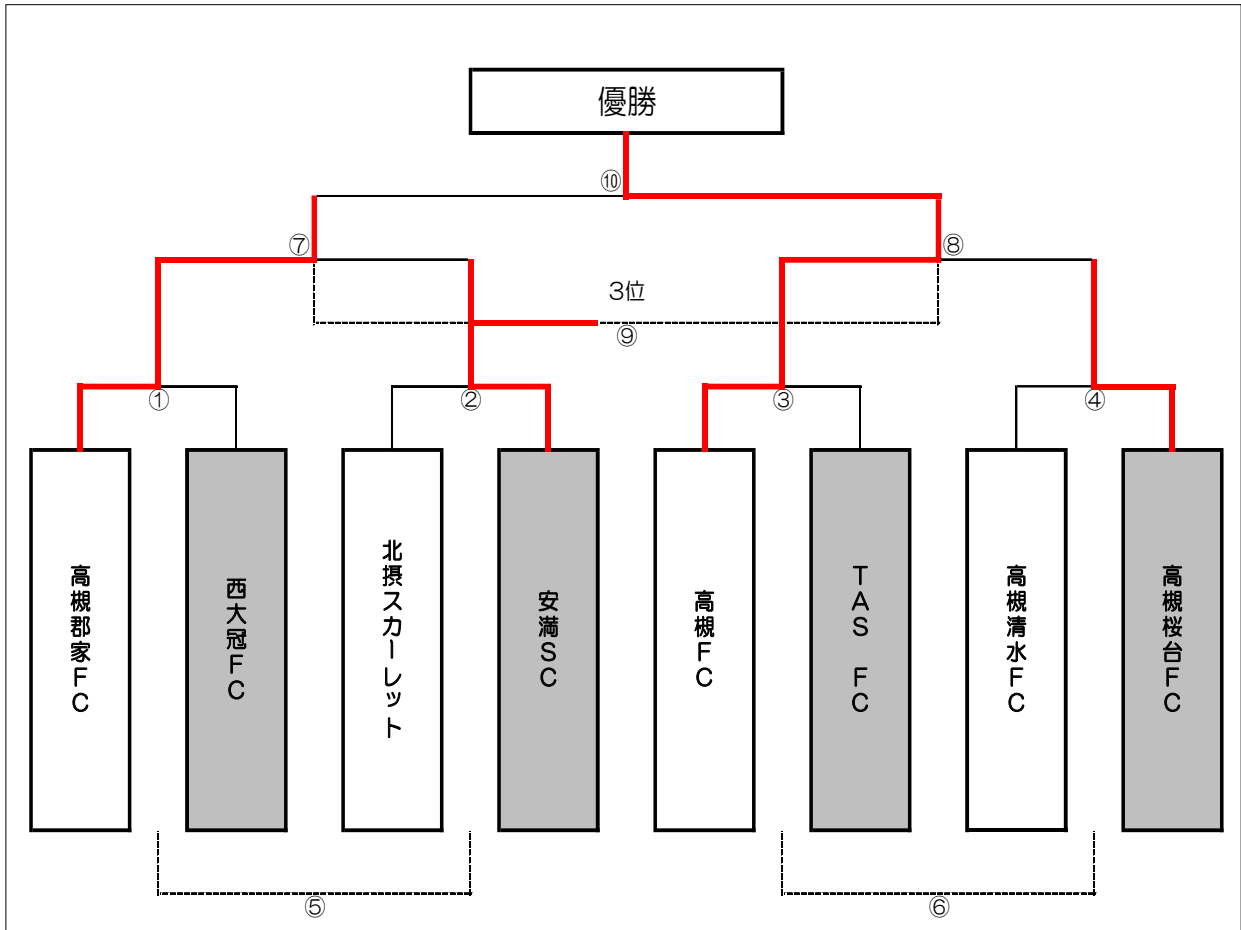 優勝
⑩
⑦
⑧
3位
⑨
①
②
③
④
高槻郡家FC
西大冠FC
北摂スカーレット
安満SC
高槻FC
TAS FC
高槻清水FC
高槻桜台FC
⑤
⑥